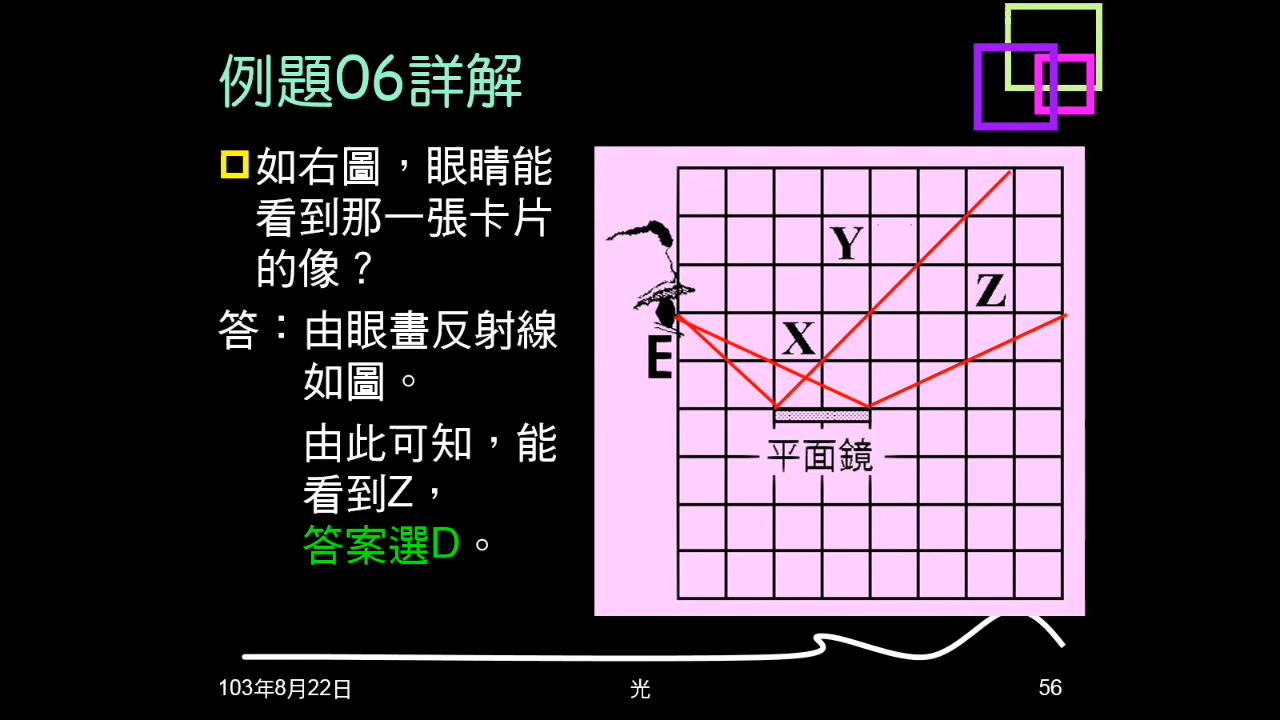 例題06詳解
如右圖，眼睛能
看到那一張卡片
的像？
答：由眼畫反射線
如圖。
由此可知，能
看到Z，
答案選D。
Y
Z
X
E
平面鏡
103年8月22日
光
56